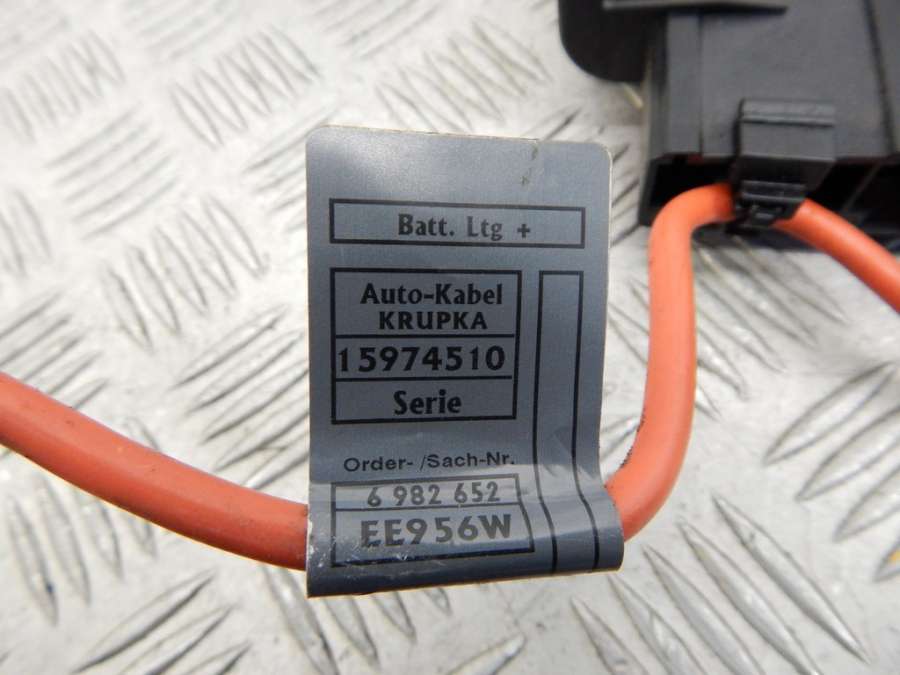 Batt. Ltg +
Auto-Kabel
KRUPKA
15974510
Serie
Order- /Sach-Nr.
6 982 652
EE956W